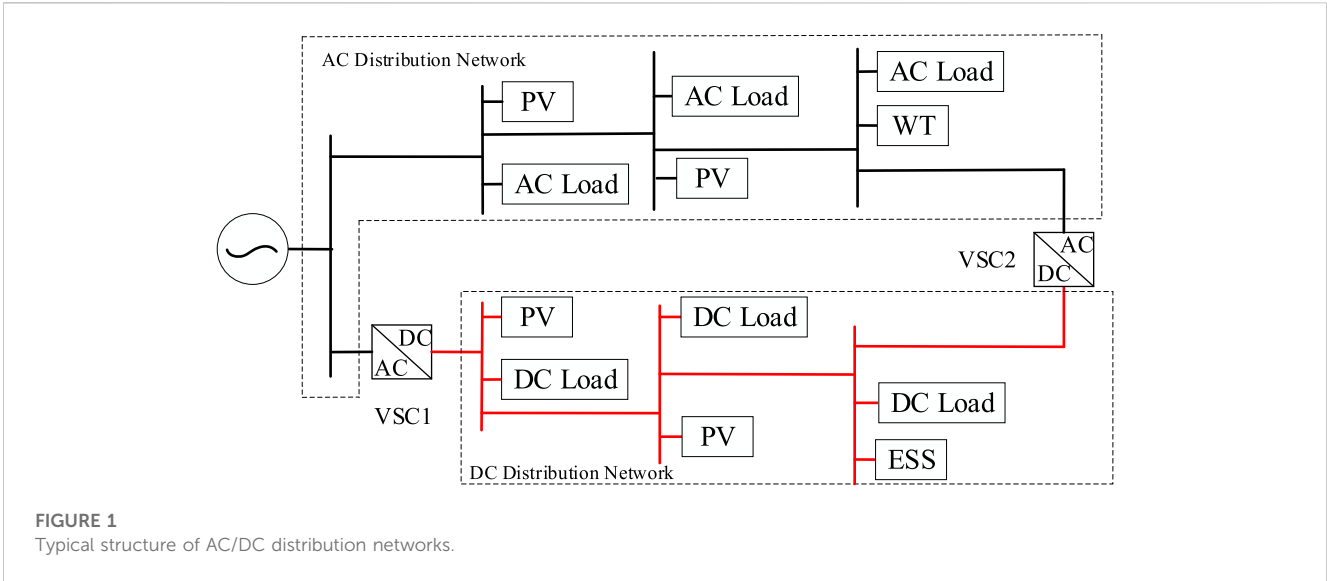 AC Distribution Network
PV
AC Load
AC Load
PV
AC Load
WT
AC
DC
VSC2
DC
AC
VSC1
PV
DC Load
DC Load
PV
DC Load
ESS
DC Distribution Network
FIGURE 1
Typical structure of AC/DC distribution networks.